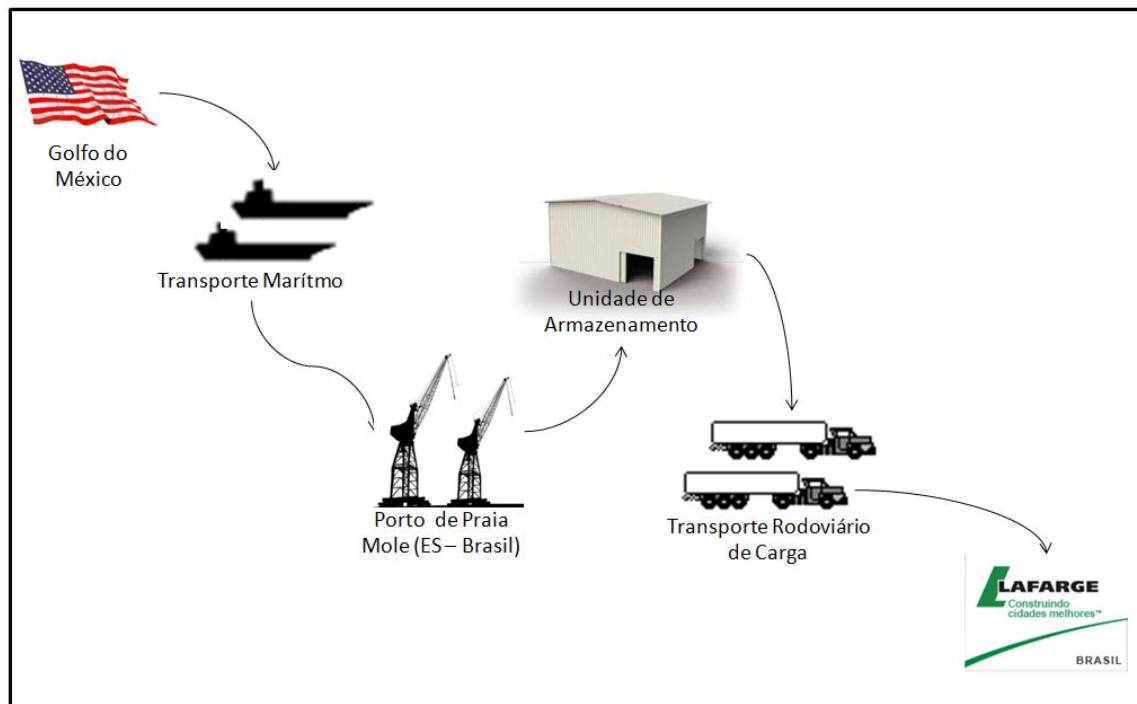 Golfo do
México
Transporte Marítmo
Unidade de
Armazenamento
Porto de Praia
Mole (ES – Brasil)
Transporte Rodoviário
de Carga
LAFARGE
Construindo
cidades melhores™
BRASIL